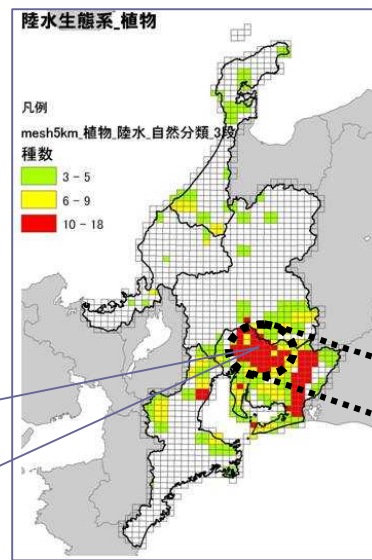 陸水生態系_植物
凡例
mesh5km_植物_陸水_自然分類_3段
種数
3 - 5
6 - 9
10 - 18